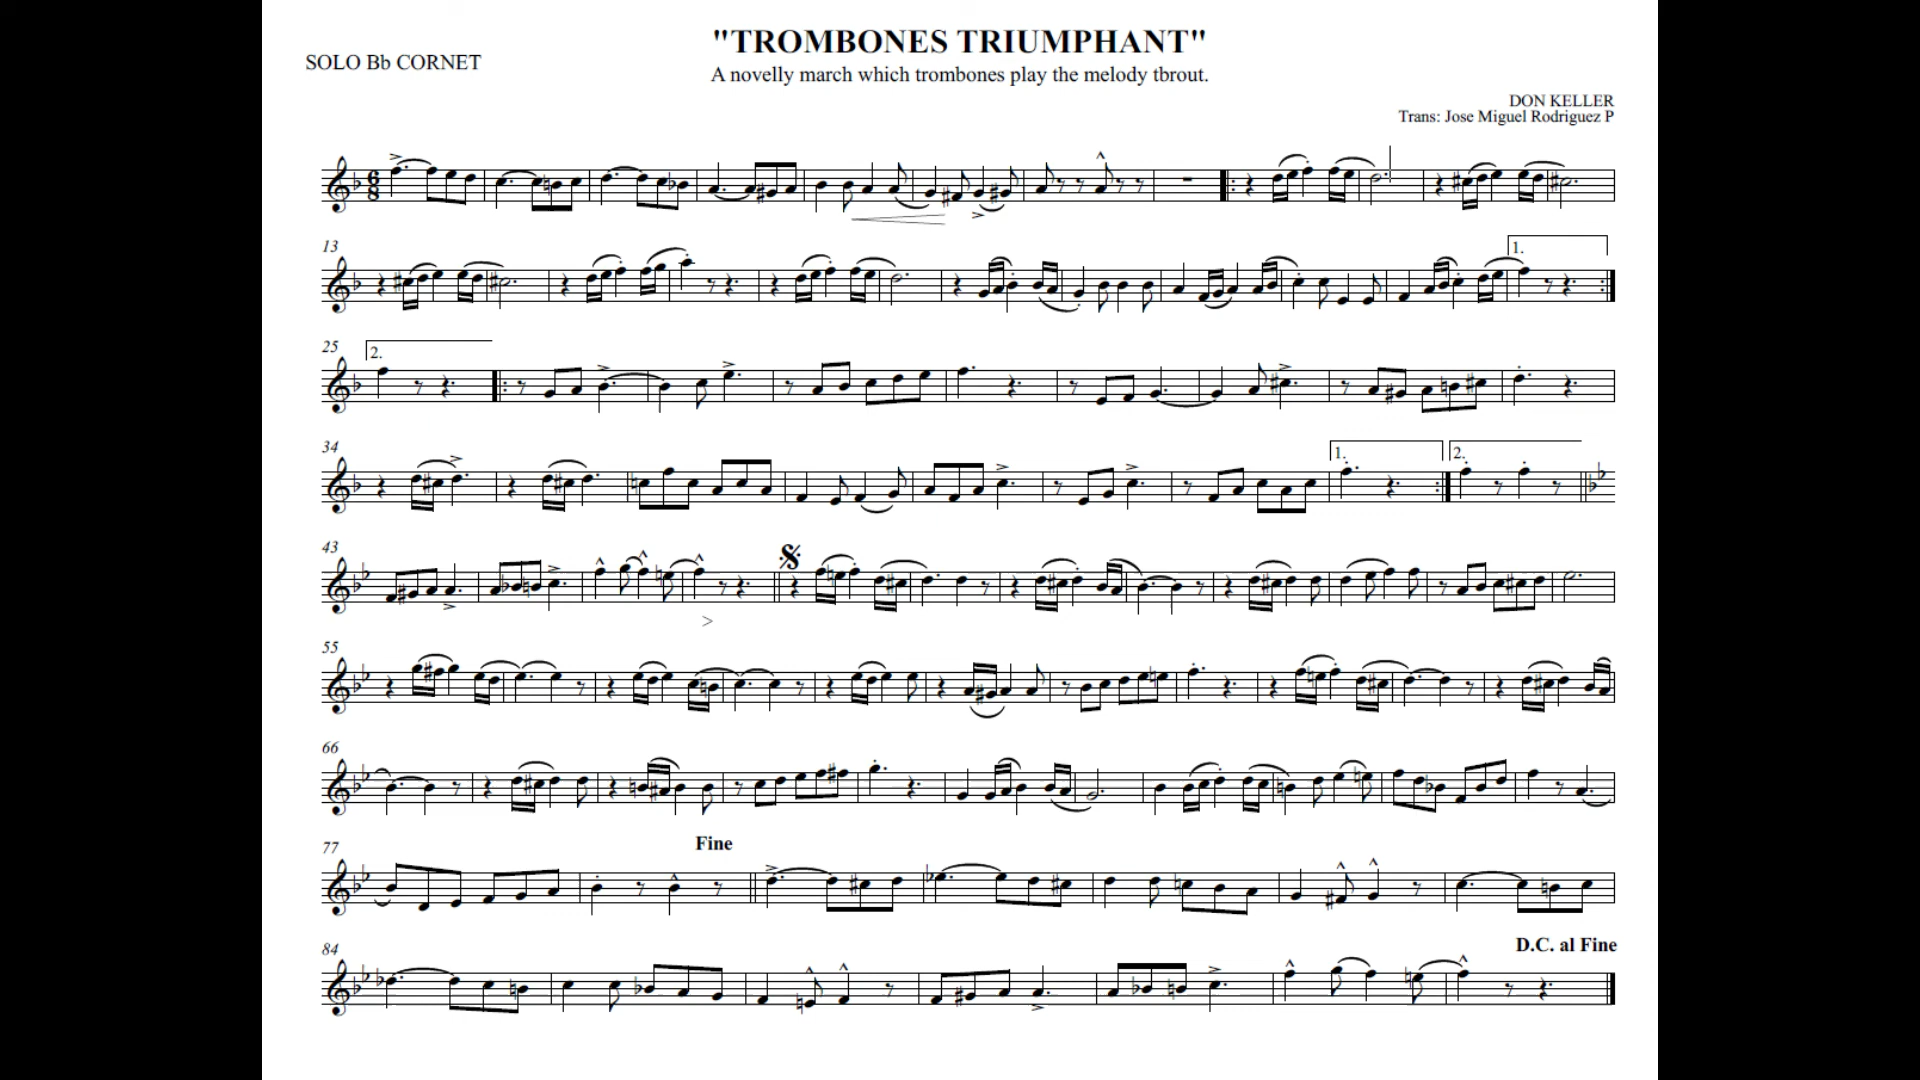 "TROMBONES TRIUMPHANT"
SOLO Bb CORNET
A novelly march which trombones play the melody tbrout.
DON KELLER
Trans: Jose Miguel Rodriguez P
6
8
13
1.
25
2.
34
1.
2.
43
55
66
77
Fine
84
D.C. al Fine